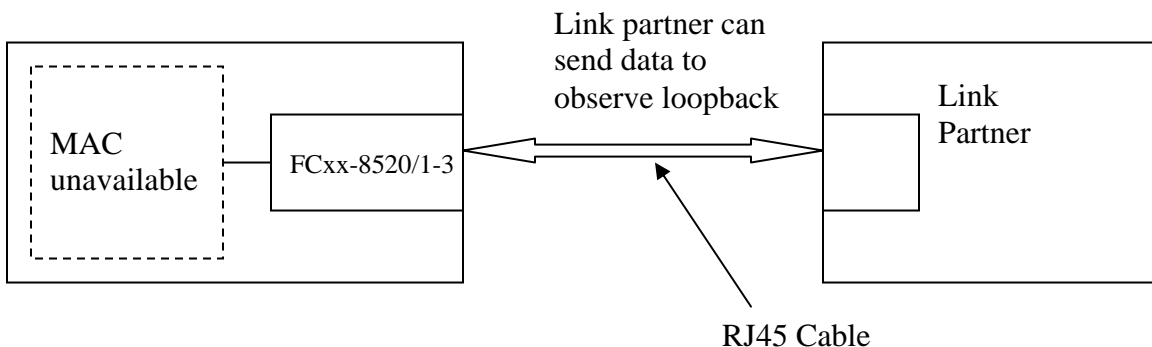 Link partner can
send data to
observe loopback
MAC
unavailable
FCxx-8520/1-3
Link
Partner
RJ45 Cable